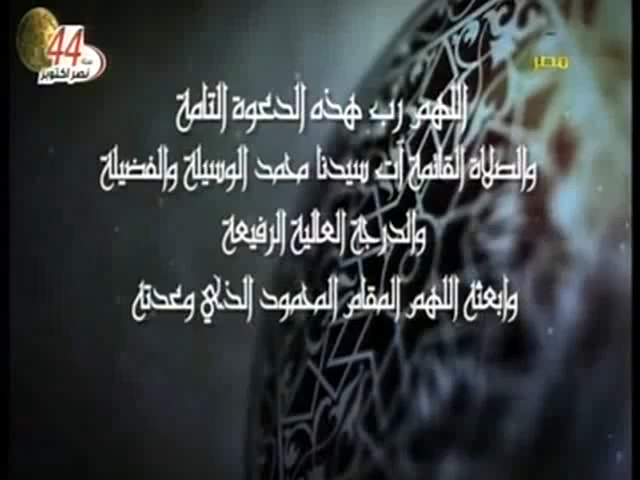 44 سنة
نصر أكتوبر
مصر
اللهم رب هذه الدعوة التامة
والصلاة القائمة آت سيدنا محمد الوسيلة والفضيلة
والدرجة العالية الرفيعة
وابعثه اللهم المقام المحمود الذي وعدته